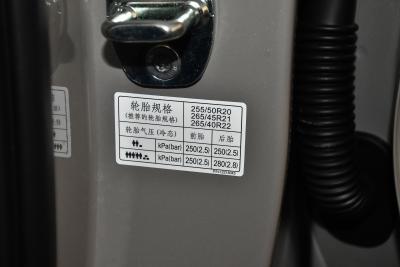 轮胎规格 255/50R20
(推荐的轮胎规格) 265/45R21
265/40R22
轮胎气压(冷态) 前胎 后胎
kPa(bar) 250(2.5) 250(2.5)
kPa(bar) 250(2.5) 280(2.8)